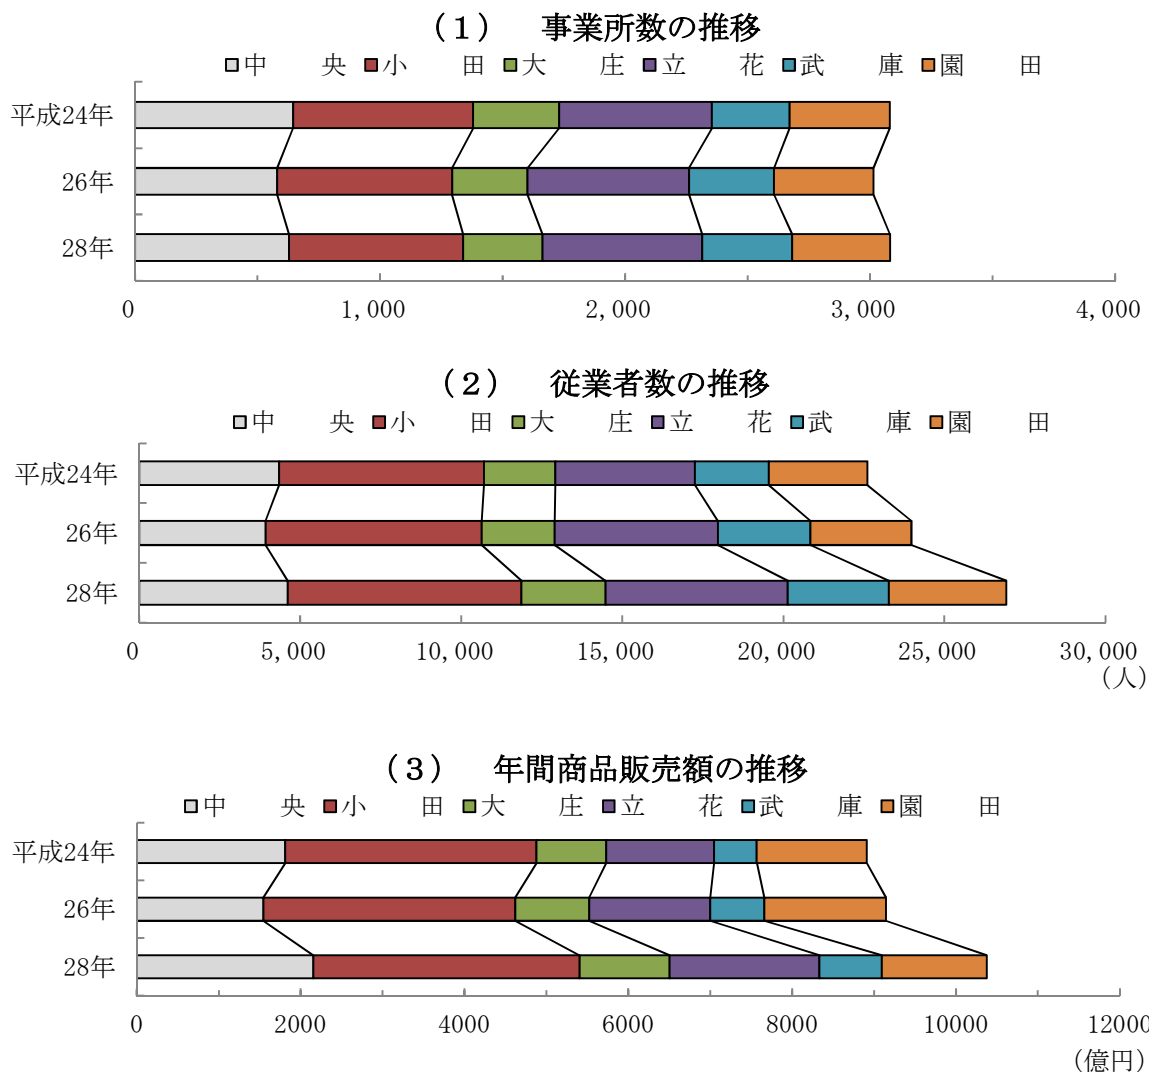 （１）　事業所数の推移
中　央 小　田 大　庄 立　花 武　庫 園　田
平成24年
26年
28年
0 1,000 2,000 3,000 4,000
（２）　従業者数の推移
中　央 小　田 大　庄 立　花 武　庫 園　田
平成24年
26年
28年
0 5,000 10,000 15,000 20,000 25,000 30,000
（人）
（３）　年間商品販売額の推移
中　央 小　田 大　庄 立　花 武　庫 園　田
平成24年
26年
28年
0 2000 4000 6000 8000 10000 12000
（億円）